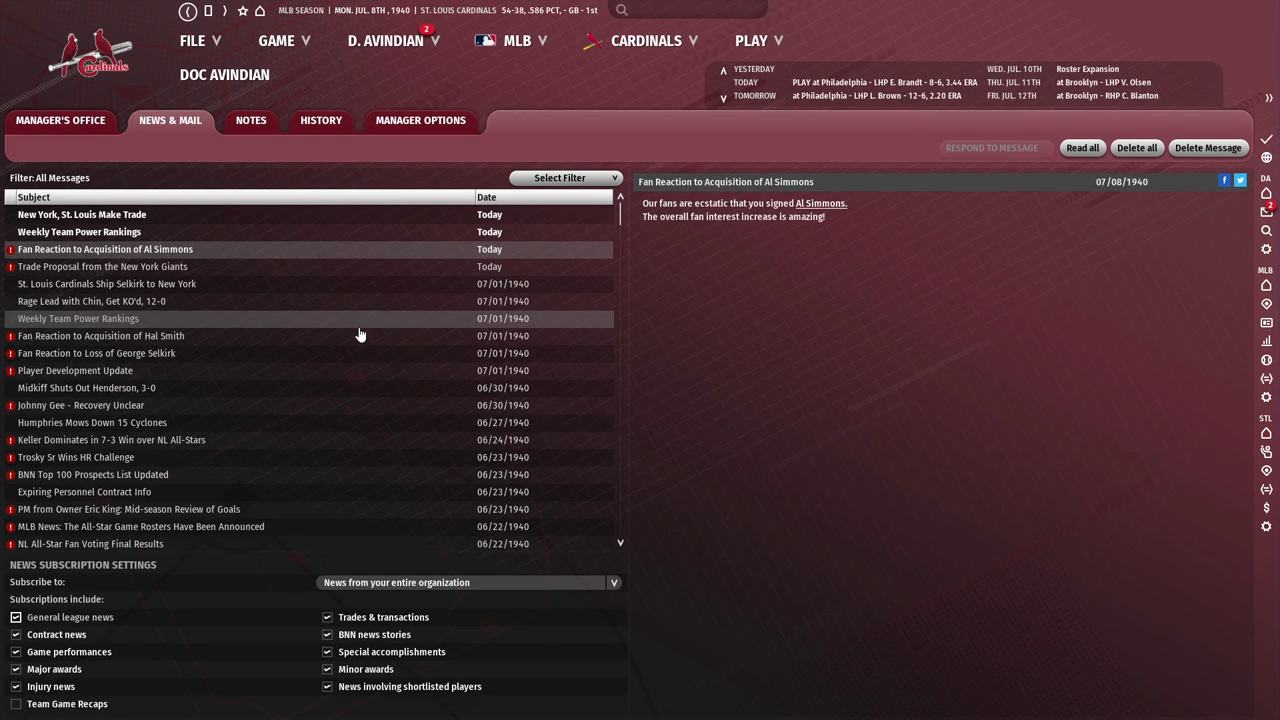 MLB SEASON | MON. JUL. 8TH , 1940 | ST. LOUIS CARDINALS 54-38, .586 PCT, - GB - 1st
FILE GAME D. AVINDIAN 2 MLB CARDINALS PLAY
Cardinals
DOC AVINDIAN
YESTERDAY WED. JUL. 10TH Roster Expansion
TODAY PLAY at Philadelphia - LHP E. Brandt - 8-6, 3.44 ERA THU. JUL. 11TH at Brooklyn - LHP V. Olsen
TOMORROW at Philadelphia - LHP L. Brown - 12-6, 2.20 ERA FRI. JUL. 12TH at Brooklyn - RHP C. Blanton
MANAGER'S OFFICE NEWS & MAIL NOTES HISTORY MANAGER OPTIONS
RESPOND TO MESSAGE Read all Delete all Delete Message
Filter: All Messages Select Filter
Subject Date
New York, St. Louis Make Trade Today
Weekly Team Power Rankings Today
Fan Reaction to Acquisition of Al Simmons Today
Trade Proposal from the New York Giants Today
St. Louis Cardinals Ship Selkirk to New York 07/01/1940
Rage Lead with Chin, Get KO'd, 12-0 07/01/1940
Weekly Team Power Rankings 07/01/1940
Fan Reaction to Acquisition of Hal Smith 07/01/1940
Fan Reaction to Loss of George Selkirk 07/01/1940
Player Development Update 07/01/1940
Midkiff Shuts Out Henderson, 3-0 06/30/1940
Johnny Gee - Recovery Unclear 06/30/1940
Humphries Mows Down 15 Cyclones 06/27/1940
Keller Dominates in 7-3 Win over NL All-Stars 06/24/1940
Trosky Sr Wins HR Challenge 06/23/1940
BNN Top 100 Prospects List Updated 06/23/1940
Expiring Personnel Contract Info 06/23/1940
PM from Owner Eric King: Mid-season Review of Goals 06/23/1940
MLB News: The All-Star Game Rosters Have Been Announced 06/22/1940
NL All-Star Fan Voting Final Results 06/22/1940
Fan Reaction to Acquisition of Al Simmons 07/08/1940
Our fans are ecstatic that you signed Al Simmons.
The overall fan interest increase is amazing!
NEWS SUBSCRIPTION SETTINGS
Subscribe to: News from your entire organization
Subscriptions include:
General league news Trades & transactions
Contract news BNN news stories
Game performances Special accomplishments
Major awards Minor awards
Injury news News involving shortlisted players
Team Game Recaps
DA
2
MLB
STL